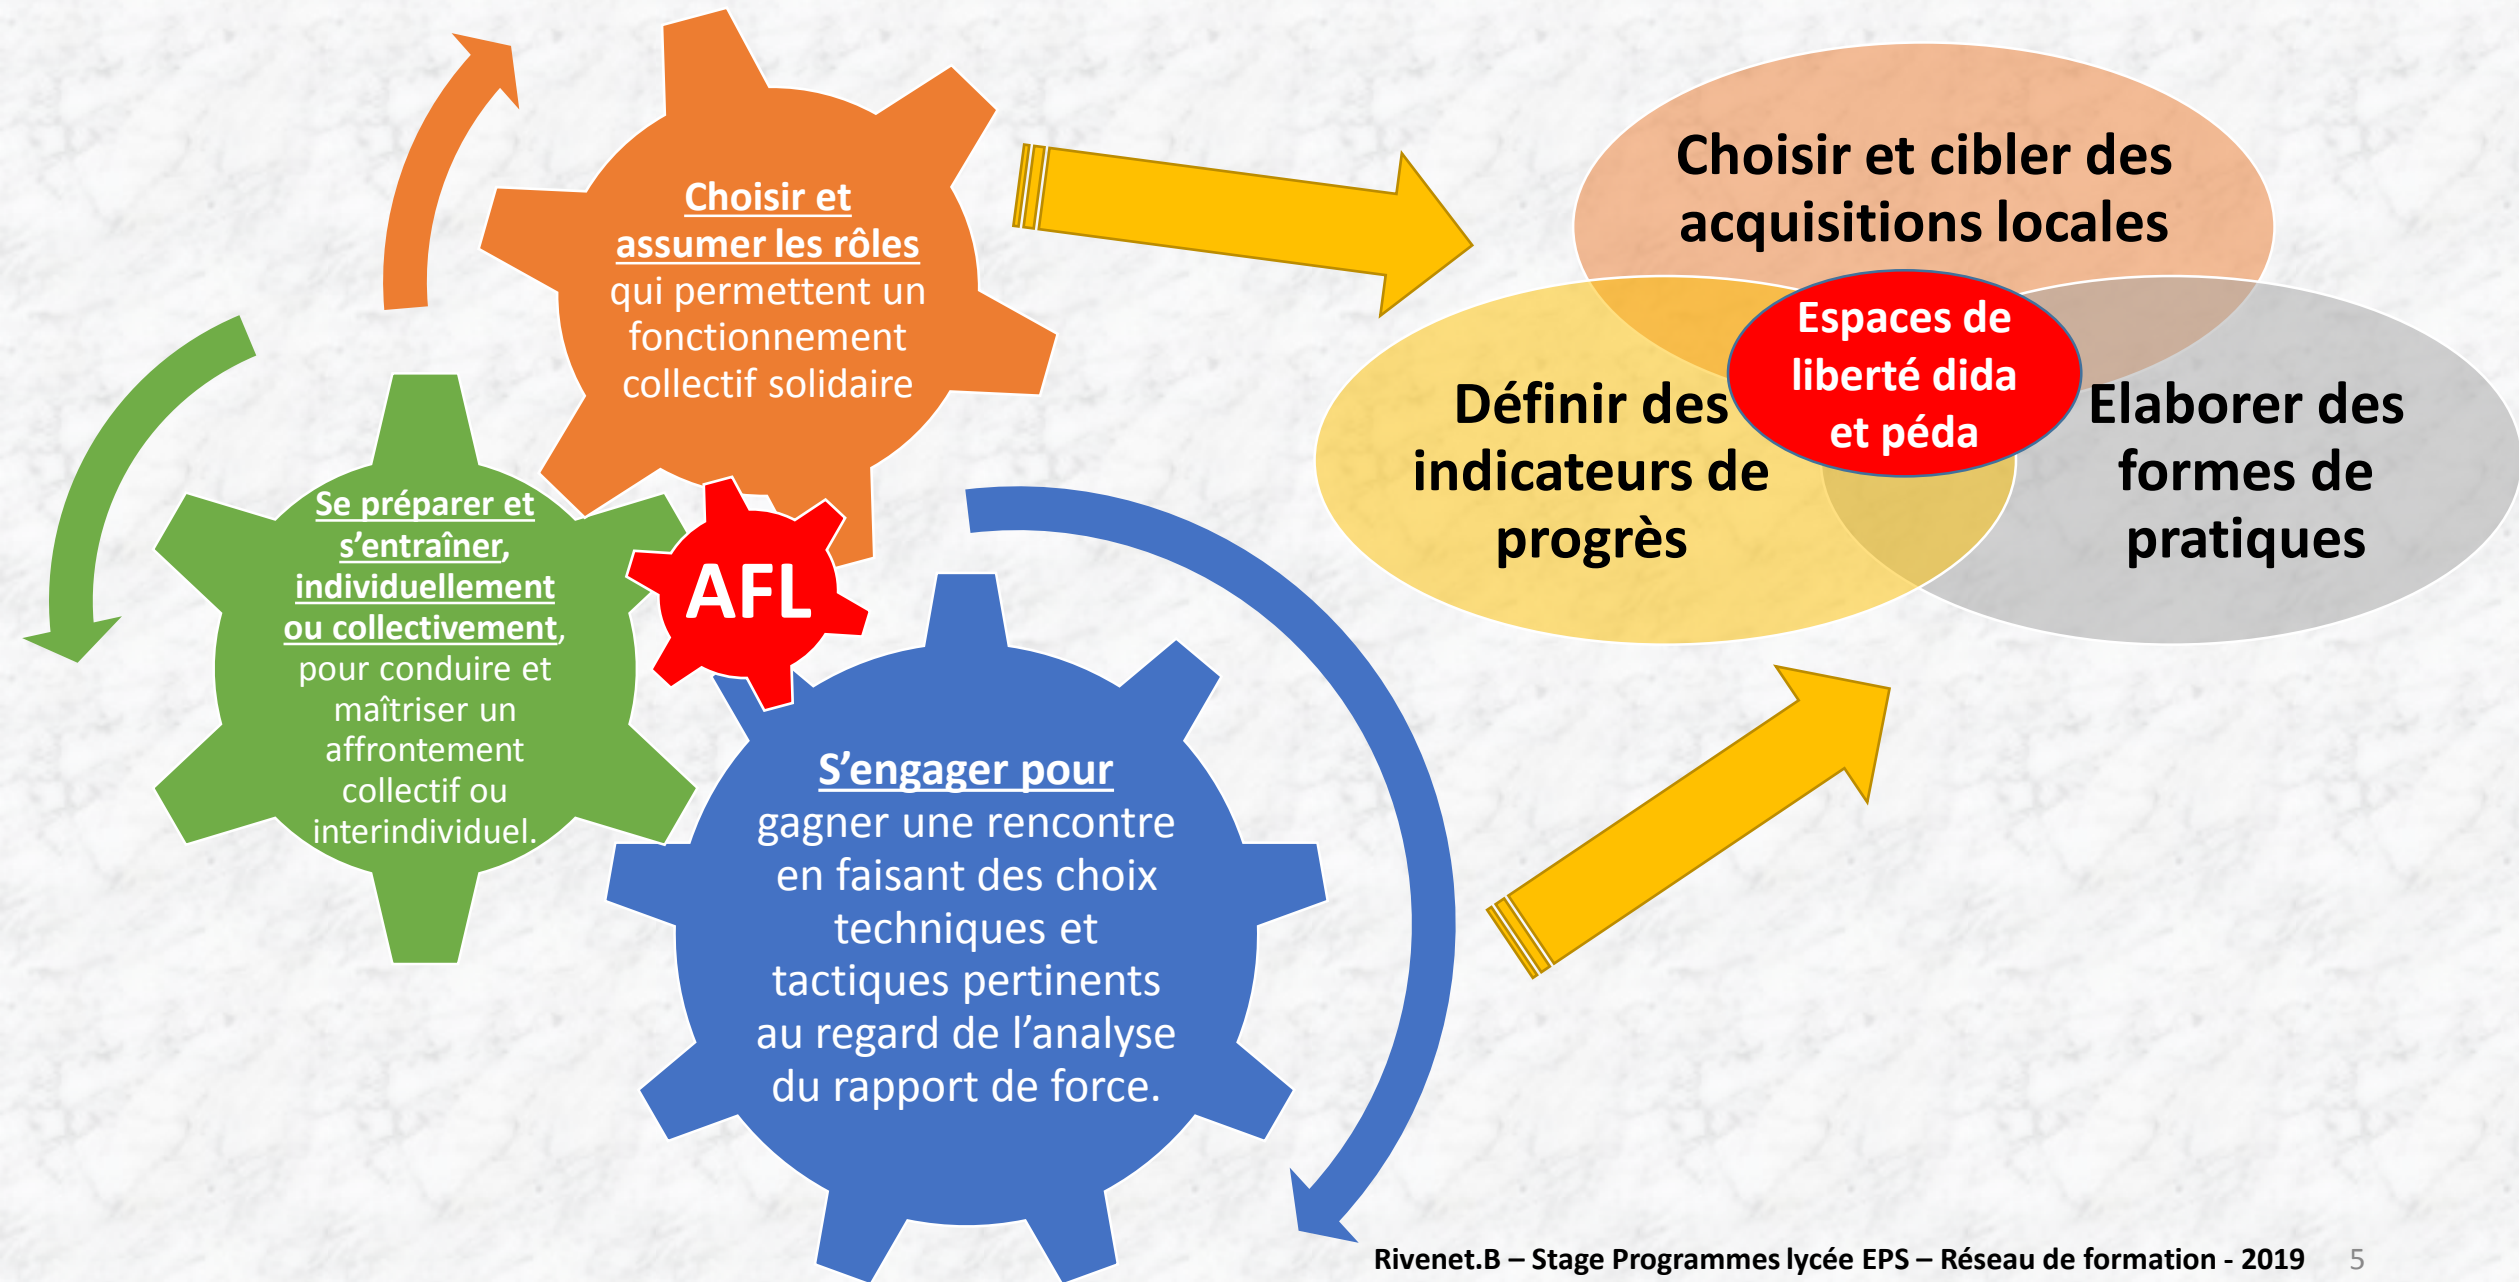 Choisir et
assumer les rôles
qui permettent un
fonctionnement
collectif solidaire
Se préparer et
s’entraîner,
individuellement
ou collectivement,
pour conduire et
maîtriser un
affrontement
collectif ou
interindividuel.
AFL
S’engager pour
gagner une rencontre
en faisant des choix
techniques et
tactiques pertinents
au regard de l’analyse
du rapport de force.
Choisir et cibler des
acquisitions locales
Espaces de
liberté dida
et péda
Définir des
indicateurs de
progrès
Elaborer des
formes de
pratiques
Rivenet.B – Stage Programmes lycée EPS – Réseau de formation - 2019 5